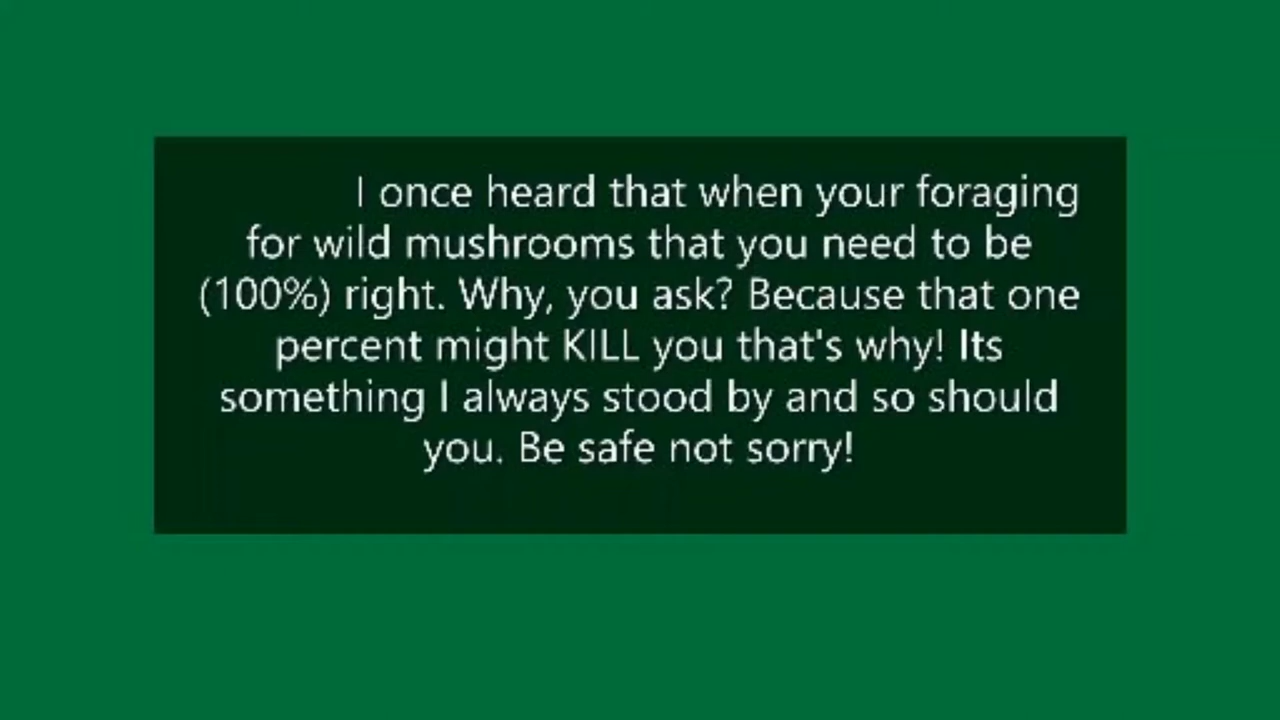 I once heard that when your foraging
for wild mushrooms that you need to be
(100%) right. Why, you ask? Because that one
percent might KILL you that's why! Its
something I always stood by and so should
you. Be safe not sorry!